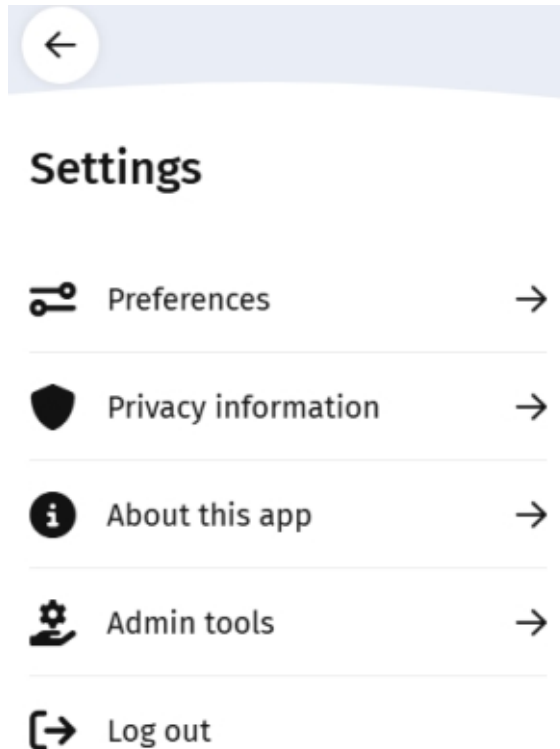 Settings
Preferences
Privacy information
About this app
Admin tools
Log out